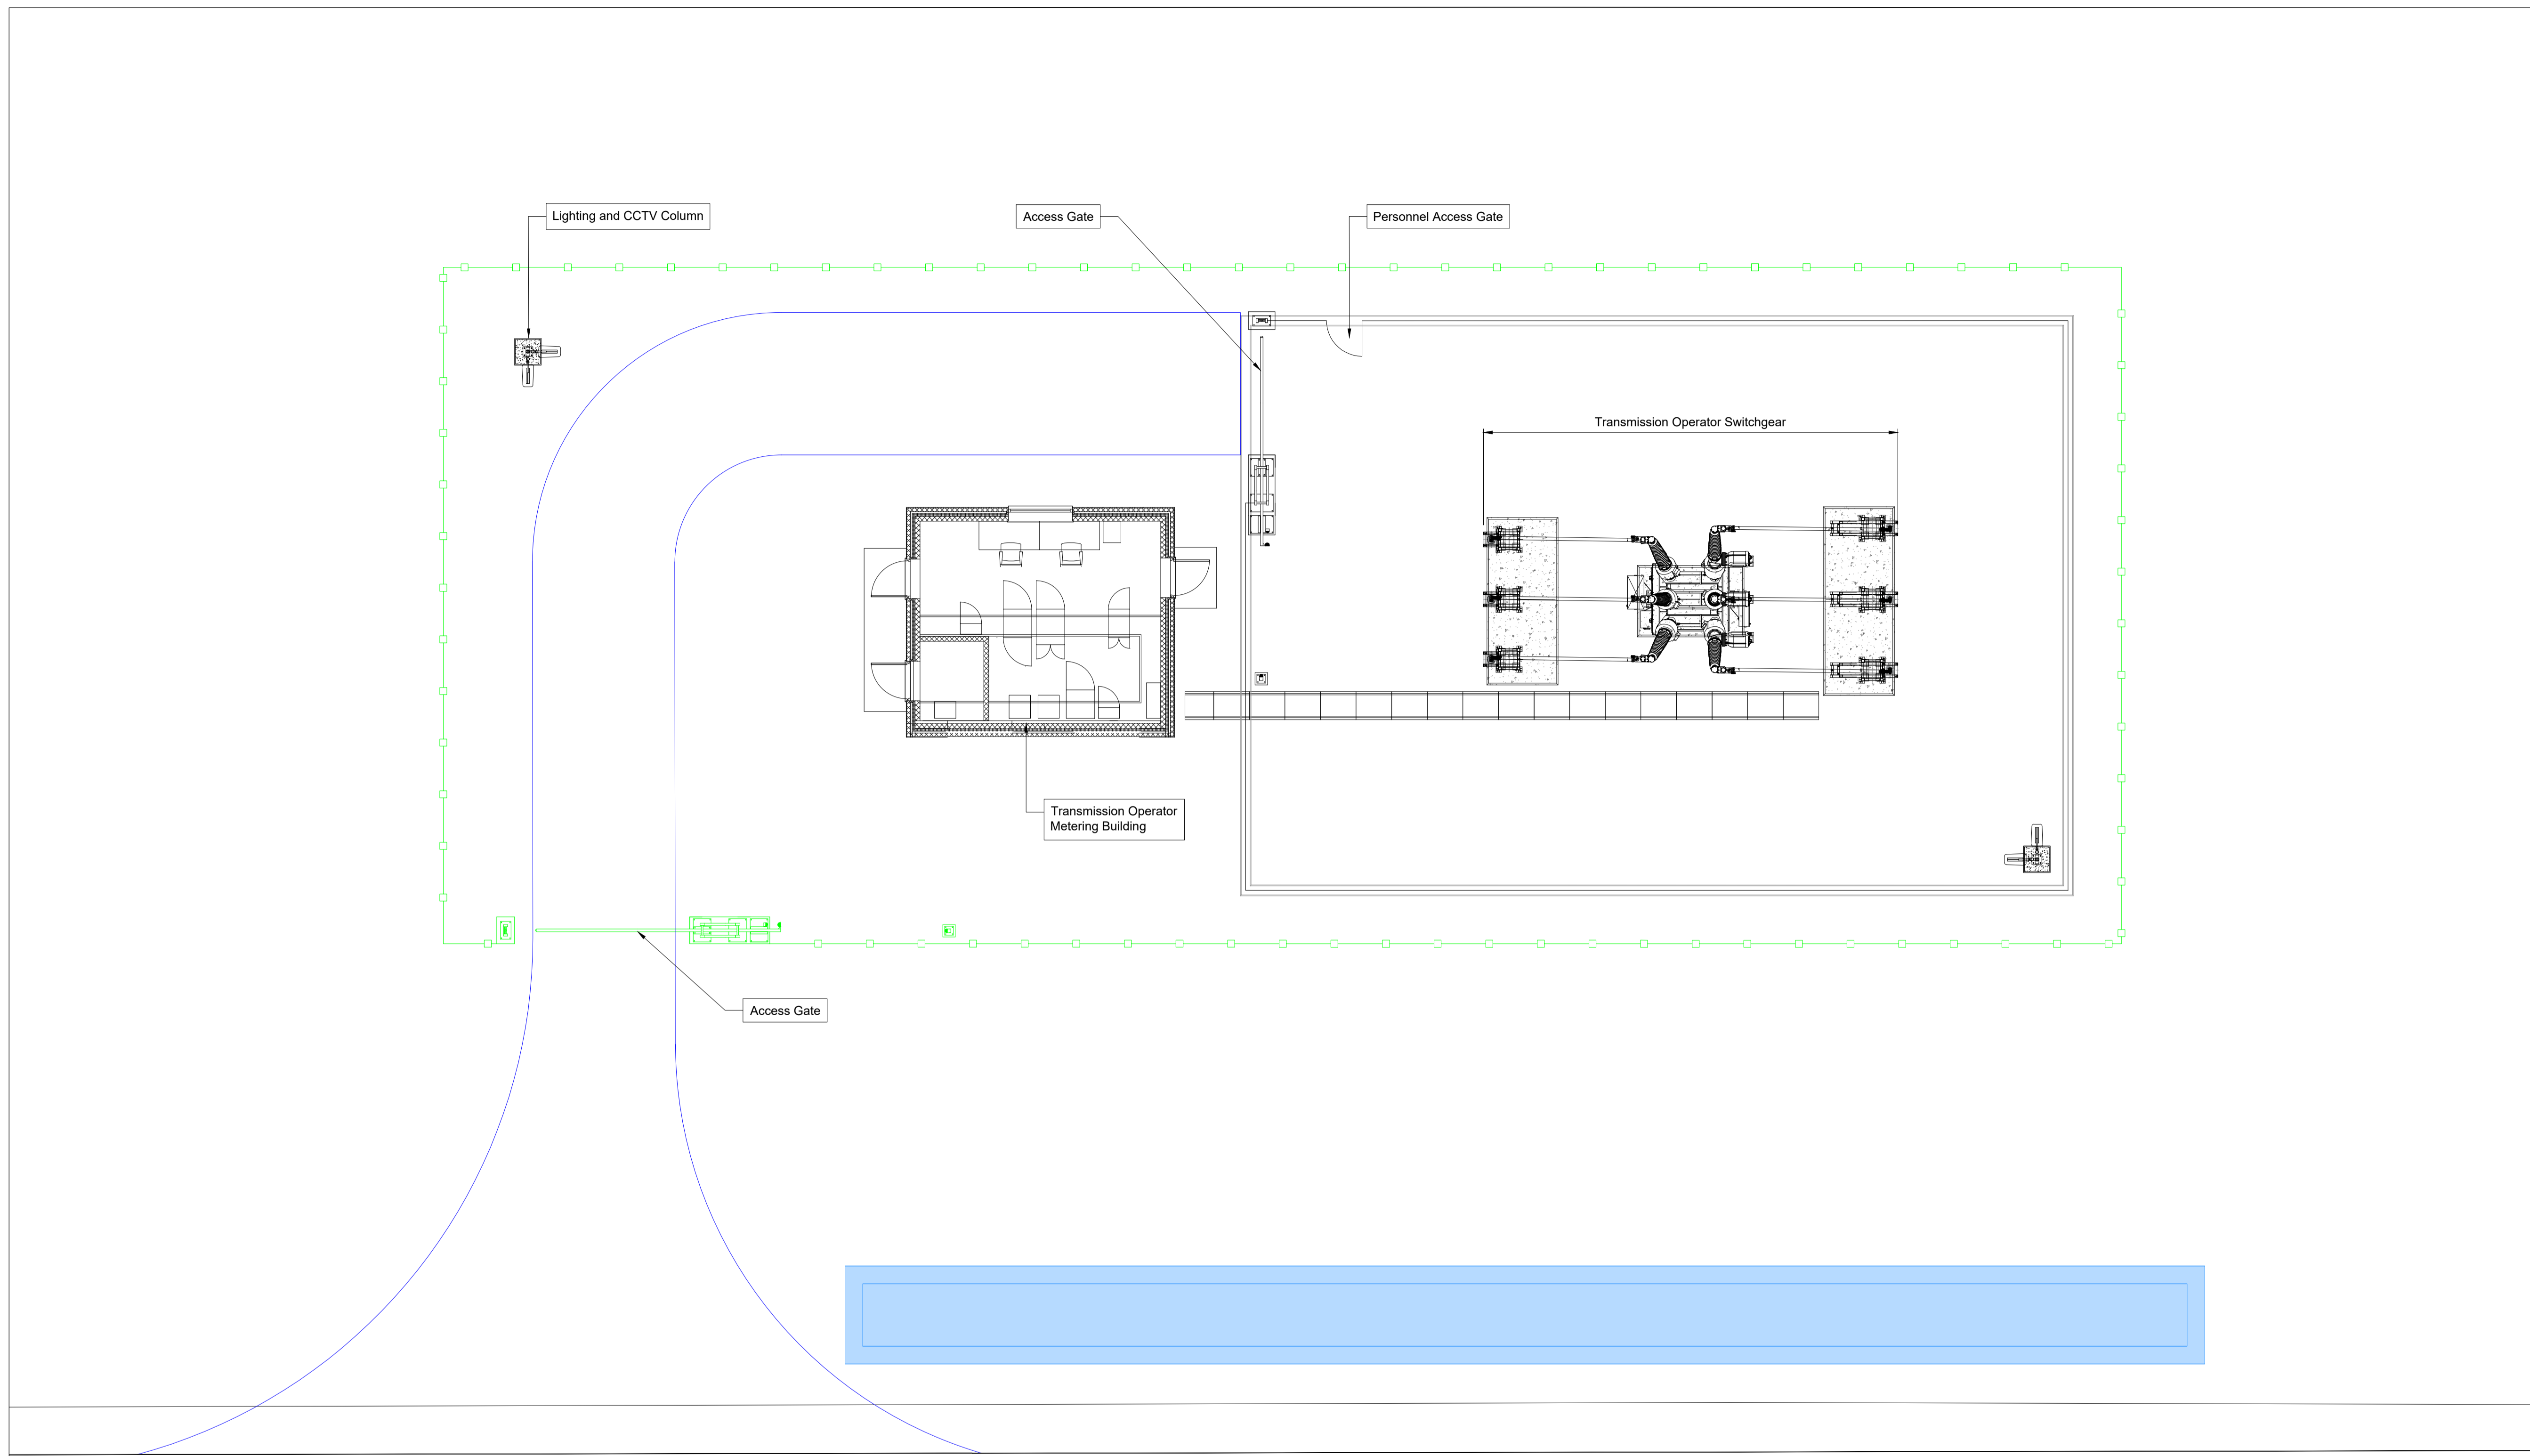 Lighting and CCTV Column
Access Gate
Personnel Access Gate
Transmission Operator Switchgear
Transmission Operator
Metering Building
Access Gate